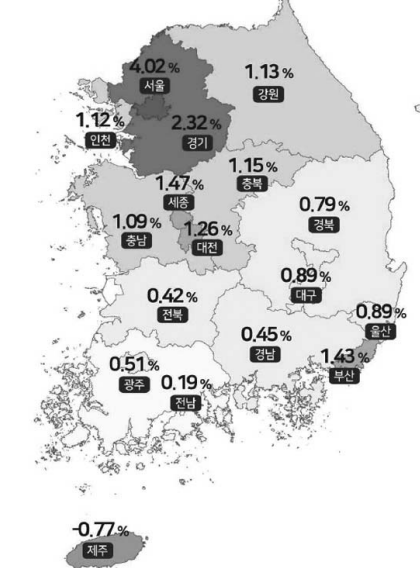 4.02 %
서울
1.13 %
강원
1.12 %
인천
2.32 %
경기
1.15 %
충북
1.47 %
세종
0.79 %
경북
1.09 %
충남
1.26 %
대전
0.89 %
대구
0.42 %
전북
0.89 %
울산
0.45 %
경남
1.43 %
부산
0.51 %
광주
0.19 %
전남
-0.77 %
제주